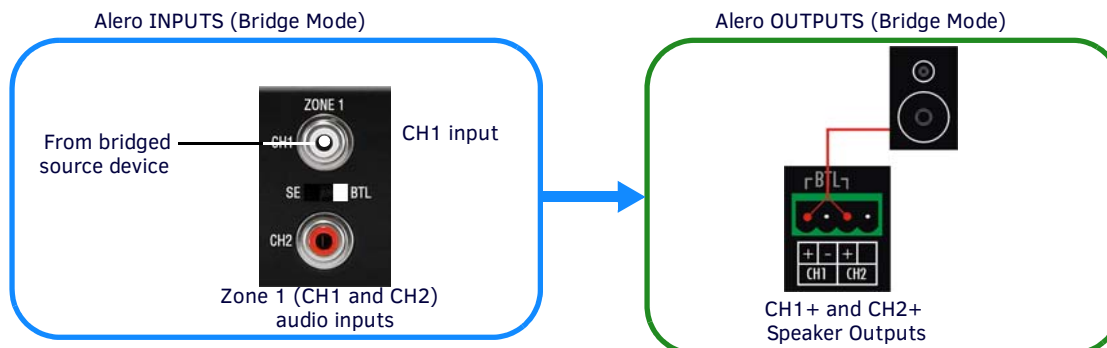 Alero INPUTS (Bridge Mode)
Alero OUTPUTS (Bridge Mode)
ZONE 1
From bridged
source device
CH1
CH1 input
SE
BTL
CH2
Zone 1 (CH1 and CH2)
audio inputs
BTL
+ - +
CH1 CH2
CH1+ and CH2+
Speaker Outputs